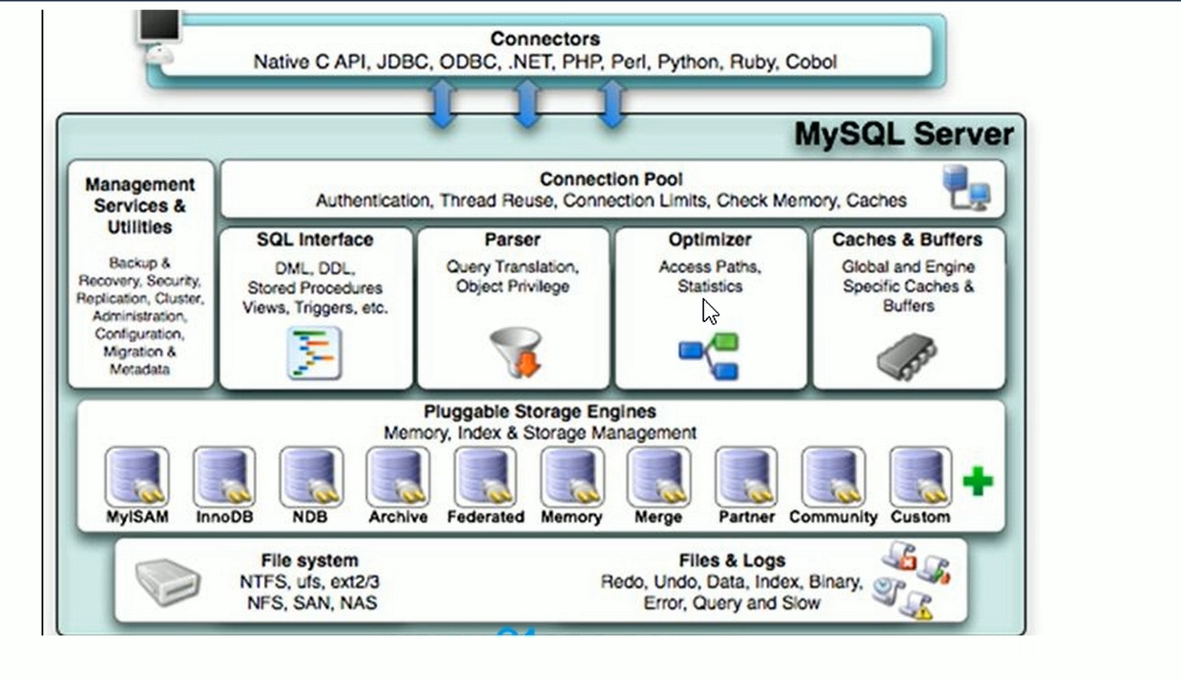 Connectors
Native C API, JDBC, ODBC, .NET, PHP, Perl, Python, Ruby, Cobol
MySQL Server
Management
Services &
Utilities
Backup &
Recovery, Security,
Replication, Cluster,
Administration,
Configuration,
Migration &
Metadata
Connection Pool
Authentication, Thread Reuse, Connection Limits, Check Memory, Caches
SQL Interface
DML, DDL,
Stored Procedures
Views, Triggers, etc.
Parser
Query Translation,
Object Privilege
Optimizer
Access Paths,
Statistics
Caches & Buffers
Global and Engine
Specific Caches &
Buffers
Pluggable Storage Engines
Memory, Index & Storage Management
MyISAM
InnoDB
NDB
Archive
Federated
Memory
Merge
Partner
Community
Custom
File system
NTFS, ufs, ext2/3
NFS, SAN, NAS
Files & Logs
Redo, Undo, Data, Index, Binary,
Error, Query and Slow